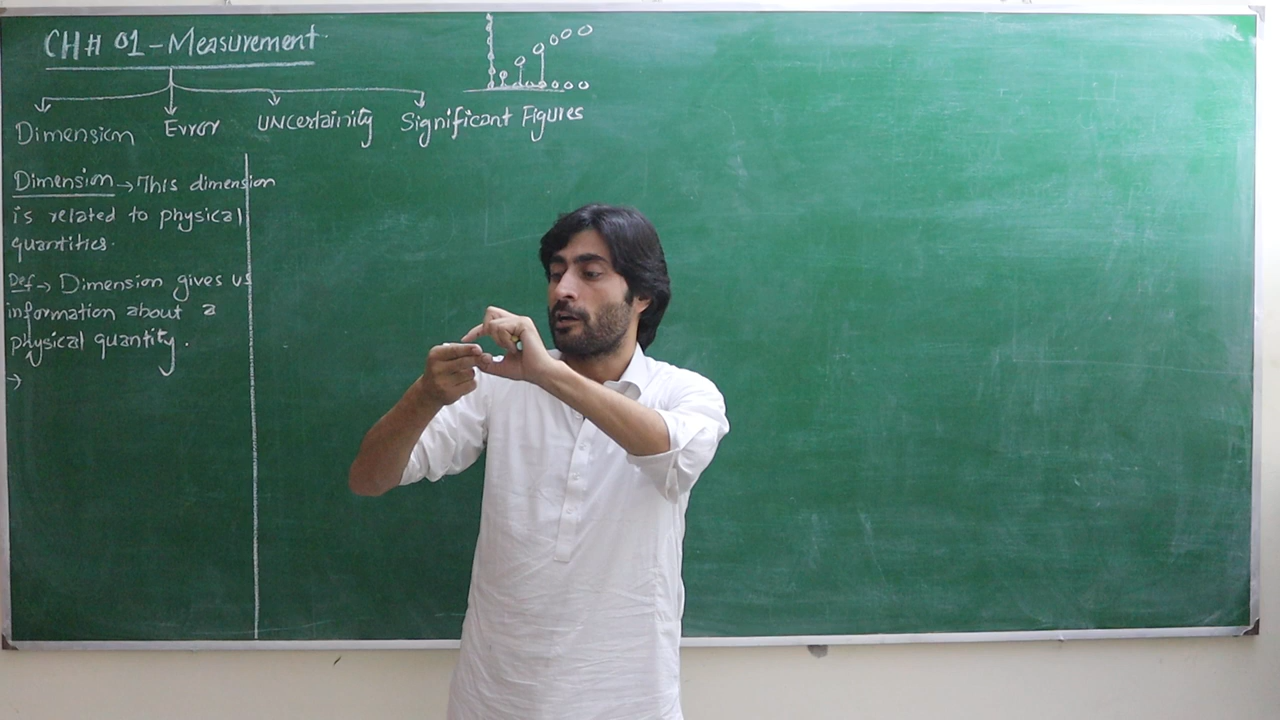 CH# 01 - Measurement
Dimension Error Uncertainity Significant Figures
Dimension → This dimension
is related to physical
quantities.
Def → Dimension gives us
information about a
physical quantity.
→